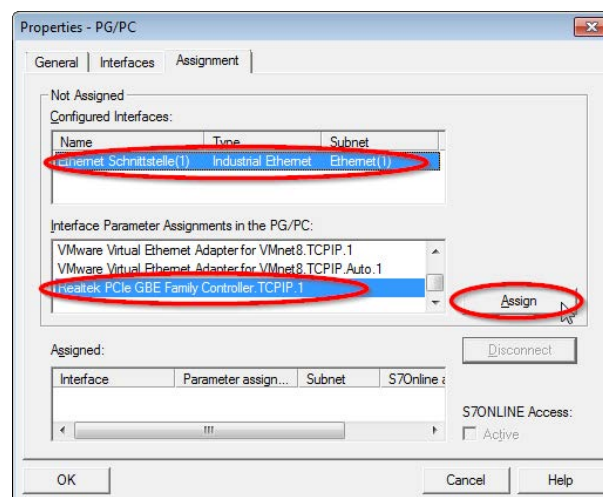 Properties - PG/PC
General Interfaces Assignment
Not Assigned
Configured Interfaces:
Name Type Subnet
Ethernet Schnittstelle(1) Industrial Ethernet Ethernet(1)
Interface Parameter Assignments in the PG/PC:
VMware Virtual Ethernet Adapter for VMnet8.TCPIP.1
VMware Virtual Ethernet Adapter for VMnet8.TCPIP.Auto.1
Realtek PCIe GBE Family Controller.TCPIP.1
Assign
Assigned:
Disconnect
Interface Parameter assign... Subnet S7Online a
S7ONLINE Access:
Active
OK Cancel Help